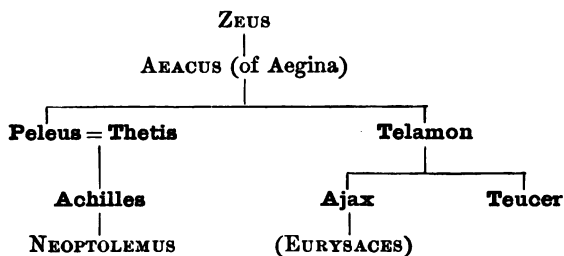 ZEUS
AEACUS (of Aegina)
Peleus = Thetis Telamon
Achilles Ajax Teucer
NEOPTOLEMUS (EURYSACES)